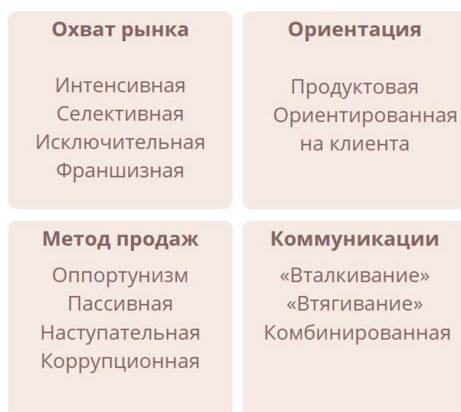 Охват рынка
Интенсивная
Селективная
Исключительная
Франшизная
Ориентация
Продуктовая
Ориентированная
на клиента
Метод продаж
Оппортунизм
Пассивная
Наступательная
Коррупционная
Коммуникации
«Вталкивание»
«Втягивание»
Комбинированная